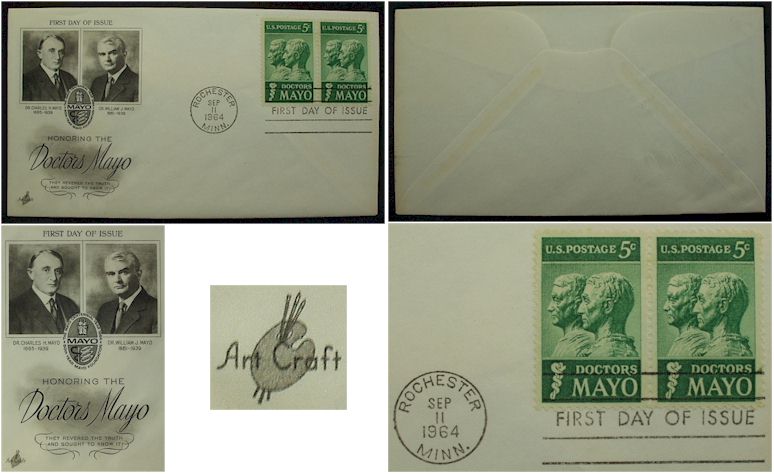 FIRST DAY OF ISSUE
DR. CHARLES H. MAYO
1865-1939
DR. WILLIAM J. MAYO
1861-1939
MAYO
HONORING THE
Doctors Mayo
THEY REVERED THE TRUTH
AND SOUGHT TO KNOW IT
Art Craft
ROCHESTER
SEP
11
1964
MINN.
U.S. POSTAGE 5c
DOCTORS
MAYO
U.S. POSTAGE 5c
DOCTORS
MAYO
FIRST DAY OF ISSUE
FIRST DAY OF ISSUE
DR. CHARLES H. MAYO
1865-1939
DR. WILLIAM J. MAYO
1861-1939
MAYO
HONORING THE
Doctors Mayo
THEY REVERED THE TRUTH
AND SOUGHT TO KNOW IT
Art Craft
Art Craft
U.S. POSTAGE 5c
DOCTORS
MAYO
U.S. POSTAGE 5c
DOCTORS
MAYO
ROCHESTER
SEP
11
1964
MINN.
FIRST DAY OF ISSUE